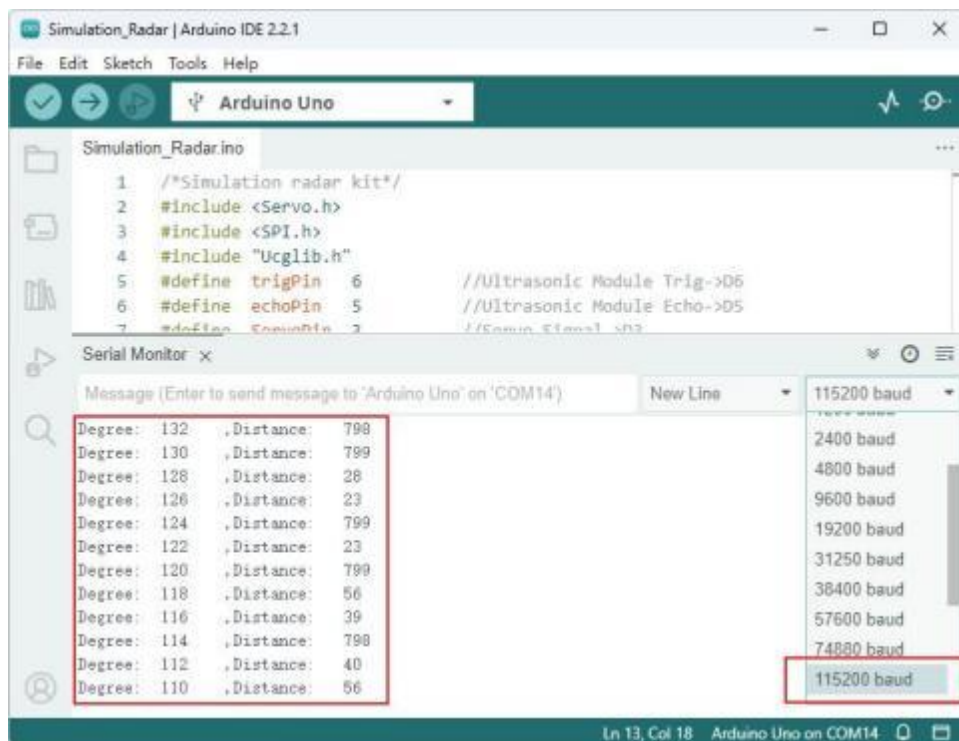 Simulation_Radar | Arduino IDE 2.2.1
File Edit Sketch Tools Help
Arduino Uno
Simulation_Radar.ino
1 /*Simulation radar kit*/
2 #include <Servo.h>
3 #include <SPI.h>
4 #include "Ucglib.h"
5 #define trigPin 6 //Ultrasonic Module Trig->D6
6 #define echoPin 5 //Ultrasonic Module Echo->D5
7 #define ServoPin 3 //Servo Signal->D3
Serial Monitor
Message (Enter to send message to 'Arduino Uno' on 'COM14')
New Line
115200 baud
Degree: 132 ,Distance: 798
Degree: 130 ,Distance: 799
Degree: 128 ,Distance: 28
Degree: 126 ,Distance: 23
Degree: 124 ,Distance: 799
Degree: 122 ,Distance: 23
Degree: 120 ,Distance: 799
Degree: 118 ,Distance: 56
Degree: 116 ,Distance: 39
Degree: 114 ,Distance: 798
Degree: 112 ,Distance: 40
Degree: 110 ,Distance: 56
2400 baud
4800 baud
9600 baud
19200 baud
31250 baud
38400 baud
57600 baud
74880 baud
115200 baud
Ln 13, Col 18 Arduino Uno on COM14